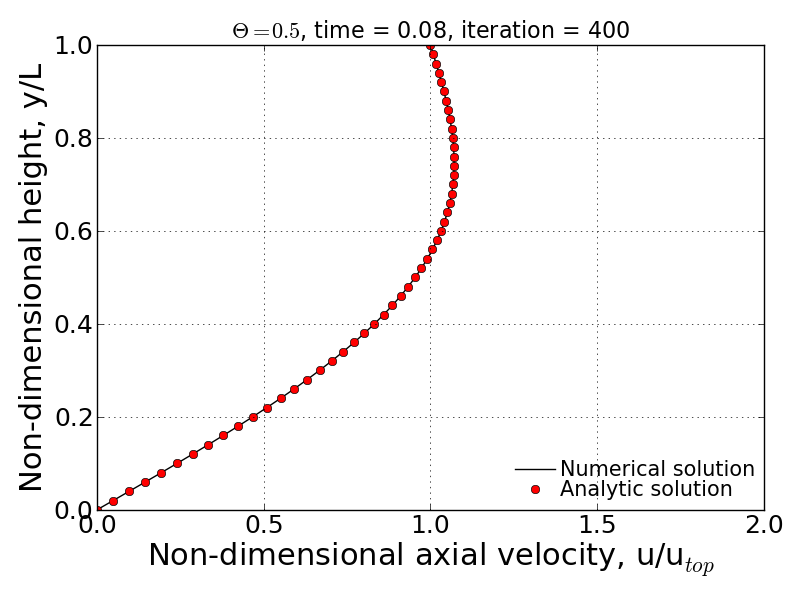 Θ = 0.5, time = 0.08, iteration = 400
Non-dimensional height, y/L
1.0
0.8
0.6
0.4
0.2
0.0
Numerical solution
Analytic solution
0.0 0.5 1.0 1.5 2.0
Non-dimensional axial velocity, u/u_top